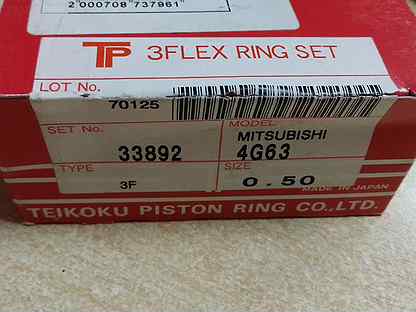 2"000708"737961"
TP 3FLEX RING SET
LOT No.
70125
SET No.
33892
MODEL
MITSUBISHI
4G63
TYPE
3F
SIZE
0.50
MADE IN JAPAN
TEIKOKU PISTON RING CO.,LTD.